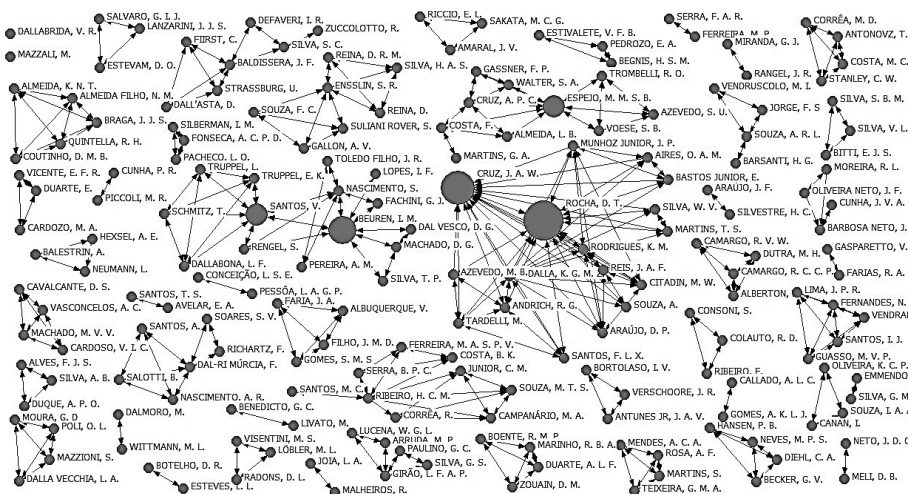 SALVARO, G. I. J.
DALLABRIDA, V. R.
LANZARINI, J. J. S.
MAZZALI, M.
ESTEVAM, D. O.
FIIRST, C.
DEFAVERI, I. R.
ZUCCOLOTTO, R.
SILVA, S. C.
BALDISSERA, J. F.
STRASSBURG, U.
DALL'ASTA, D.
REINA, D. R. M.
SILVA, H. A. S.
ENSSLIN, S. R.
REINA, D.
SOUZA, F. C.
SULIANI ROVER, S.
GALLON, A. V.
RICCIO, E. L.
SAKATA, M. C. G.
AMARAL, J. V.
ESTIVALETE, V. F. B.
PEDROZO, E. A.
BEGNIS, H. S. M.
SERRA, F. A. R.
FERREIRA, M. P.
MIRANDA, G. J.
RANGEL, J. R.
CORRÊA, M. D.
ANTONOVZ, T.
COSTA, M. C.
STANLEY, C. W.
ALMEIDA, K. N. T.
ALMEIDA FILHO, N. M.
BRAGA, J. J. S.
QUINTELLA, R. H.
COUTINHO, D. M. B.
SILBERMAN, I. M.
FONSECA, A. C. P. D.
PACHECO, L. O.
GASSNER, F. P.
WALTER, S. A.
TROMBELLI, R. O.
CRUZ, A. P. C.
ESPEJO, M. M. S. B.
AZEVEDO, S. U.
COSTA, F.
ALMEIDA, L. B.
VOESE, S. B.
MARTINS, G. A.
VENDRUSCOLO, M. I.
JORGE, F. S
SOUZA, A. R. L.
BARSANTI, H. G.
SILVA, S. B. M.
SILVA, V. L.
BITTI, E. J. S.
VICENTE, E. F. R.
DUARTE, E.
CARDOZO, M. A.
CUNHA, P. R.
PICCOLI, M. R.
TRUPPEL, L.
TRUPPEL, E. K.
SCHMITZ, T.
SANTOS, V.
RENGEL, S.
DALLABONA, L. F.
TOLEDO FILHO, J. R.
LOPES, I. F.
NASCIMENTO, S.
FACHINI, G. J.
BEUREN, I. M.
DAL VESCO, D. G.
MACHADO, D. G.
PEREIRA, A. M.
SILVA, T. P.
CRUZ, J. A. W.
MUNHOZ JUNIOR, J. P.
AIRES, O. A. M.
BASTOS JUNIOR, E.
ROCHA, D. T.
SILVA, W. V.
MARTINS, T. S.
RODRIGUES, K. M.
REIS, J. A. F.
CITADIN, M. W.
AZEVEDO, M. B.
DALLA, K. G. M.
ANDRICH, R. G.
SOUZA, A.
TARDELLI, M.
ARAÚJO, D. P.
SANTOS, F. L. X.
ARAÚJO, J. F.
SILVESTRE, H. C.
MOREIRA, R. L.
OLIVEIRA NETO, J. F.
CUNHA, J. V. A.
BARBOSA NETO, J.
HEXSEL, A. E.
BALESTRIN, A.
NEUMANN, L.
CONCEIÇÃO, L. S. E.
PESSÔA, L. A. G. P.
CAMARGO, R. V. W.
DUTRA, M. H.
CAMARGO, R. C. C. P.
ALBERTON,
GASPARETTO, V.
FARIAS, R. A.
CAVALCANTE, D. S.
VASCONCELOS, A. C.
MACHADO, M. V. V.
CARDOSO, V. I. C.
SANTOS, T. S.
AVELAR, E. A.
FARIA, J. A.
ALBUQUERQUE, V.
FILHO, J. M. D.
GOMES, S. M. S.
SANTOS, A.
SOARES, S. V.
RICHARTZ, F.
DAL-RI MÚRCIA, F.
SALOTTI, B.
NASCIMENTO, A. R.
CONSONI, S.
COLAUTO, R. D.
RIBEIRO, F.
LIMA, J. P. R.
FERNANDES, N.
VENDRA
SANTOS, I. J.
GUASSO, M. V. P.
ALVES, F. J. S.
SILVA, A. B.
DUQUE, A. P. O.
FERREIRA, M. A. S. P. V.
COSTA, B. K.
SERRA, B. P. C.
JUNIOR, C. M.
SANTOS, M. C.
RIBEIRO, H. C. M.
SOUZA, M. T. S.
CORRÊA, R.
CAMPANÁRIO, M. A.
BORTOLASO, I. V.
VERSCHOORE, J. R.
ANTUNES JR, J. A. V.
CALLADO, A. L. C.
GOMES, A. K. L. J.
OLIVEIRA, K. C. P.
EMMENDO
SILVA, G. M
SOUZA, I. A. A
CANAN, I.
MOURA, G. D
POLI, O. L.
MAZZIONI, S.
DALLA VECCHIA, L. A.
DALMORO, M.
WITTMANN, M. L.
BENEDICTO, G. C.
LIVATO, M.
BOTELHO, D. R.
ESTEVES, L. L.
VISENTINI, M. S.
LÖBLER, M. L.
RADONS, D. L.
JOIA, L. A.
MALHEIROS, R.
LUCENA, W. G. L.
ARRUDA, M. P.
PAULINO, G. C.
SILVA, G. S.
GIRÃO, L. F. A. P.
BOENTE, R. M. P.
MARINHO, R. B. A.
DUARTE, A. L. F.
ZOUAIN, D. M.
MENDES, A. C. A.
ROSA, A. F.
MARTINS, S.
TEIXEIRA, G. M. A.
HANSEN, P. B.
NEVES, M. P. S.
DIEHL, C. A.
BECKER, G. V.
NETO, J. D. C
MELI, D. B.